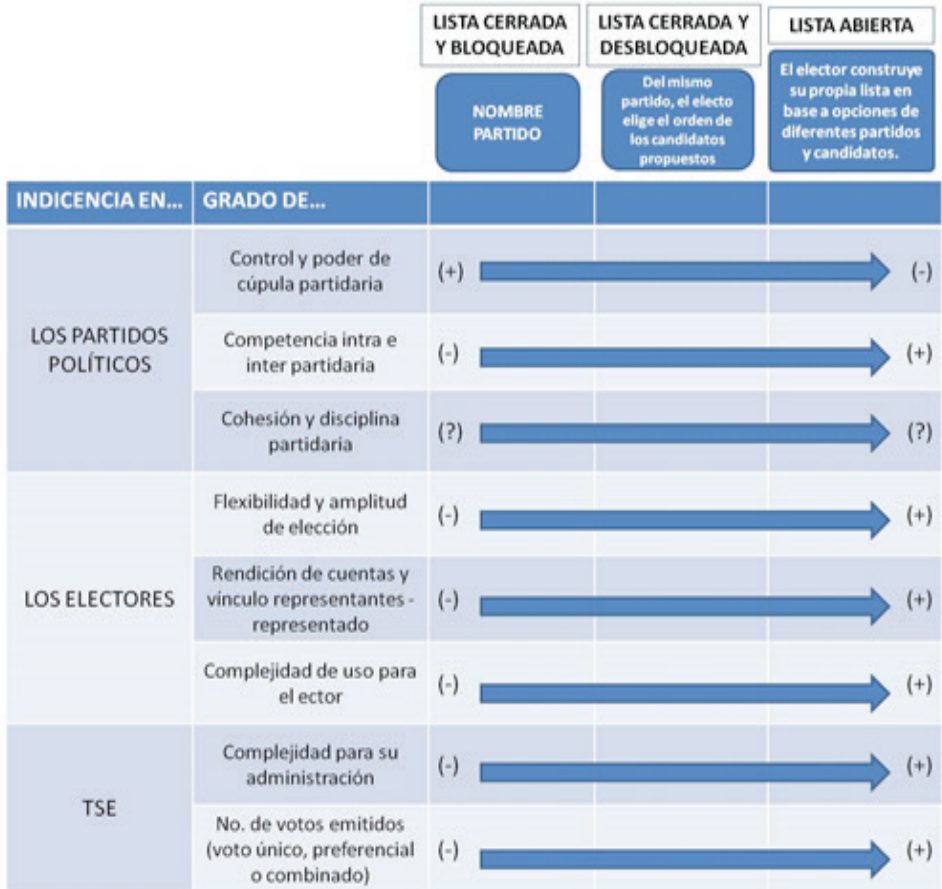 LISTA CERRADA
Y BLOQUEADA
LISTA CERRADA Y
DESBLOQUEADA
LISTA ABIERTA
NOMBRE
PARTIDO
Del mismo
partido, el electo
elige el orden de
los candidatos
propuestos
El elector construye
su propia lista en
base a opciones de
diferentes partidos
y candidatos.
INDICENCIA EN...
GRADO DE...
LOS PARTIDOS
POLÍTICOS
Control y poder de
cúpula partidaria
(+)
(-)
Competencia intra e
inter partidaria
(-)
(+)
Cohesión y disciplina
partidaria
(?)
(?)
LOS ELECTORES
Flexibilidad y amplitud
de elección
(-)
(+)
Rendición de cuentas y
vínculo representantes -
representado
(-)
(+)
Complejidad de uso para
el ector
(-)
(+)
TSE
Complejidad para su
administración
(-)
(+)
No. de votos emitidos
(voto único, preferencial
o combinado)
(-)
(+)